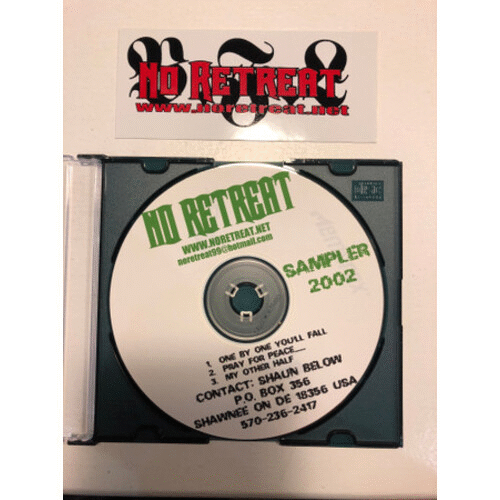 No Retreat
www.noretreat.net
NO RETREAT
WWW.NORETREAT.NET
noretreat99@hotmail.com
SAMPLER
2002
1. ONE BY ONE YOU'LL FALL
2. PRAY FOR PEACE.....
3. MY OTHER HALF
CONTACT: SHAUN BELOW
P.O. BOX 356
SHAWNEE ON DE 18356 USA
570-236-2417